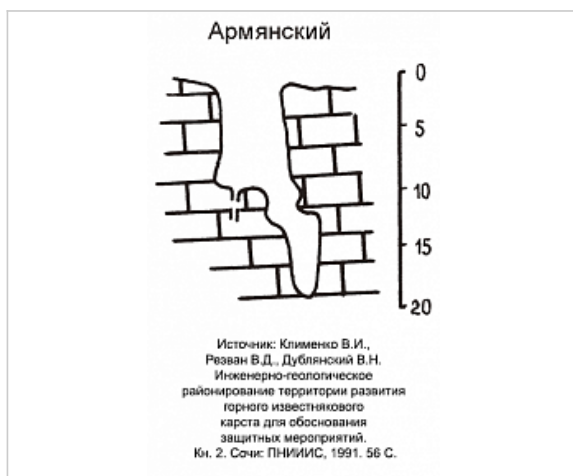 Армянский
0
5
10
15
20
Источник: Клименко В.И.,
Резван В.Д., Дублянский В.Н.
Инженерно-геологическое
районирование территории развития
горного известнякового
карста для обоснования
защитных мероприятий.
Кн. 2. Сочи: ПНИИИС, 1991. 56 С.